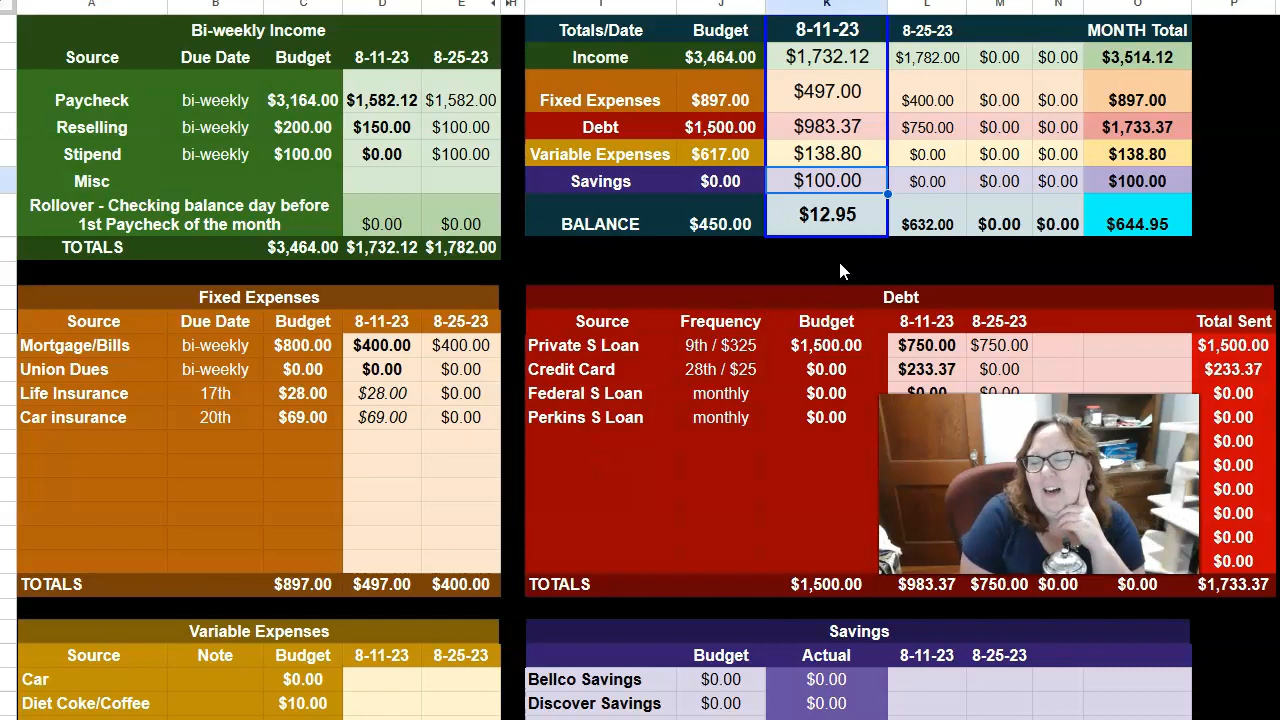 A B C D E H I J K L M N O P
Bi-weekly Income
Source Due Date Budget 8-11-23 8-25-23
Paycheck bi-weekly $3,164.00 $1,582.12 $1,582.00
Reselling bi-weekly $200.00 $150.00 $100.00
Stipend bi-weekly $100.00 $0.00 $100.00
Misc
Rollover - Checking balance day before
1st Paycheck of the month $0.00 $0.00
TOTALS $3,464.00 $1,732.12 $1,782.00
Totals/Date Budget 8-11-23 8-25-23 MONTH Total
Income $3,464.00 $1,732.12 $1,782.00 $0.00 $0.00 $3,514.12
Fixed Expenses $897.00 $497.00 $400.00 $0.00 $0.00 $897.00
Debt $1,500.00 $983.37 $750.00 $0.00 $0.00 $1,733.37
Variable Expenses $617.00 $138.80 $0.00 $0.00 $0.00 $138.80
Savings $0.00 $100.00 $0.00 $0.00 $0.00 $100.00
BALANCE $450.00 $12.95 $632.00 $0.00 $0.00 $644.95
Fixed Expenses
Source Due Date Budget 8-11-23 8-25-23
Mortgage/Bills bi-weekly $800.00 $400.00 $400.00
Union Dues bi-weekly $0.00 $0.00 $0.00
Life Insurance 17th $28.00 $28.00 $0.00
Car insurance 20th $69.00 $69.00 $0.00
TOTALS $897.00 $497.00 $400.00
Debt
Source Frequency Budget 8-11-23 8-25-23 Total Sent
Private S Loan 9th / $325 $1,500.00 $750.00 $750.00 $1,500.00
Credit Card 28th / $25 $0.00 $233.37 $0.00 $233.37
Federal S Loan monthly $0.00 $0.00 $0.00 $0.00
Perkins S Loan monthly $0.00 $0.00
$0.00
$0.00
$0.00
$0.00
$0.00
$0.00
TOTALS $1,500.00 $983.37 $750.00 $0.00 $0.00 $1,733.37
Variable Expenses
Source Note Budget 8-11-23 8-25-23
Car $0.00
Diet Coke/Coffee $10.00
Savings
Budget Actual 8-11-23 8-25-23
Bellco Savings $0.00 $0.00
Discover Savings $0.00 $0.00